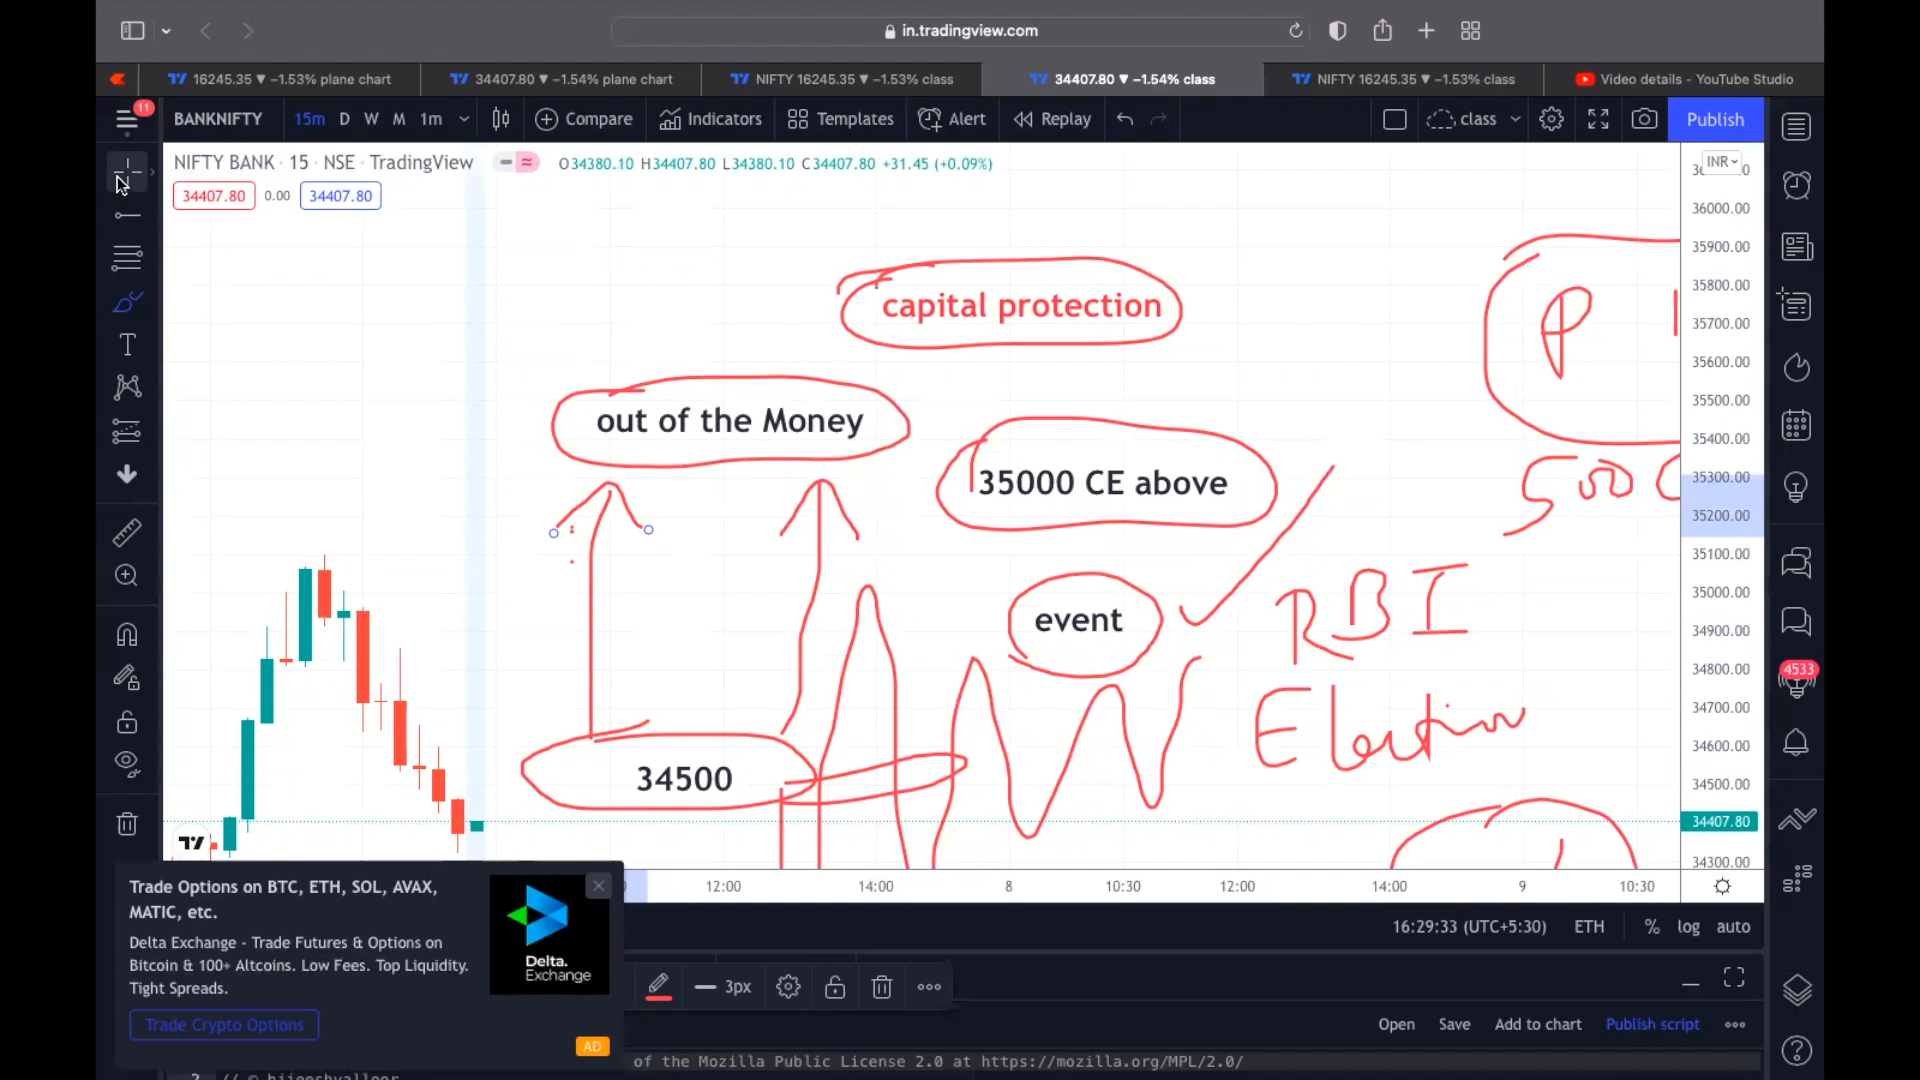 in.tradingview.com
16245.35 ▼ −1.53% plane chart
34407.80 ▼ −1.54% plane chart
NIFTY 16245.35 ▼ −1.53% class
34407.80 ▼ −1.54% class
NIFTY 16245.35 ▼ −1.53% class
Video details - YouTube Studio
11
BANKNIFTY 15m D W M 1m Compare Indicators Templates Alert Replay class Publish
NIFTY BANK · 15 · NSE · TradingView O34380.10 H34407.80 L34380.10 C34407.80 +31.45 (+0.09%)
INR
34407.80 0.00 34407.80
36000.00
35900.00
35800.00
35700.00
35600.00
35500.00
35400.00
35300.00
35200.00
35100.00
35000.00
34900.00
34800.00
34700.00
34600.00
34500.00
34407.80
34300.00
capital protection
P
out of the Money
35000 CE above
500
event
RBI
Election
34500
4533
12:00 14:00 8 10:30 12:00 14:00 9 10:30
16:29:33 (UTC+5:30) ETH % log auto
Trade Options on BTC, ETH, SOL, AVAX,
MATIC, etc.
Delta Exchange - Trade Futures & Options on
Bitcoin & 100+ Altcoins. Low Fees. Top Liquidity.
Tight Spreads.
Trade Crypto Options
Delta.
Exchange
AD
3px
Open Save Add to chart Publish script
of the Mozilla Public License 2.0 at https://mozilla.org/MPL/2.0/